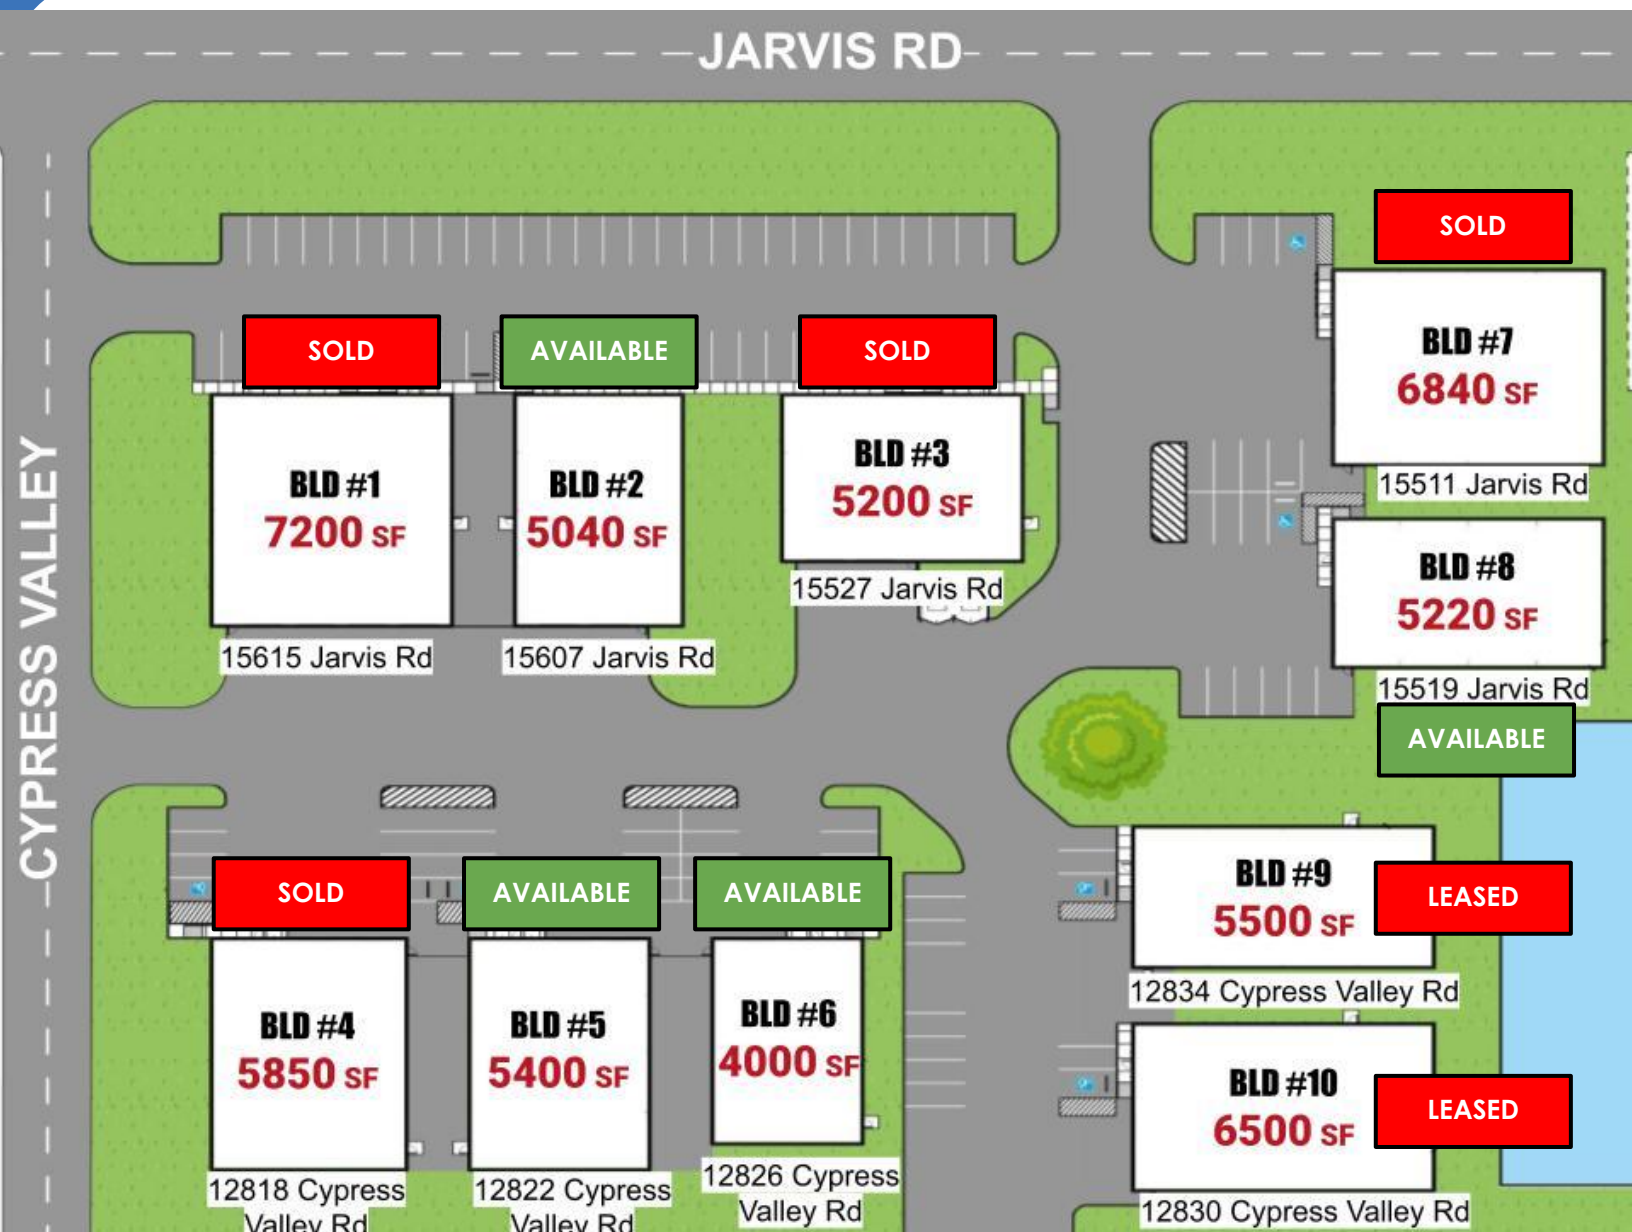 JARVIS RD
CYPRESS VALLEY
SOLD
BLD #1
7200 SF
15615 Jarvis Rd
AVAILABLE
BLD #2
5040 SF
15607 Jarvis Rd
SOLD
BLD #3
5200 SF
15527 Jarvis Rd
SOLD
BLD #7
6840 SF
15511 Jarvis Rd
BLD #8
5220 SF
15519 Jarvis Rd
AVAILABLE
SOLD
BLD #4
5850 SF
12818 Cypress
Valley Rd
AVAILABLE
BLD #5
5400 SF
12822 Cypress
Valley Rd
AVAILABLE
BLD #6
4000 SF
12826 Cypress
Valley Rd
BLD #9
5500 SF
LEASED
12834 Cypress Valley Rd
BLD #10
6500 SF
LEASED
12830 Cypress Valley Rd